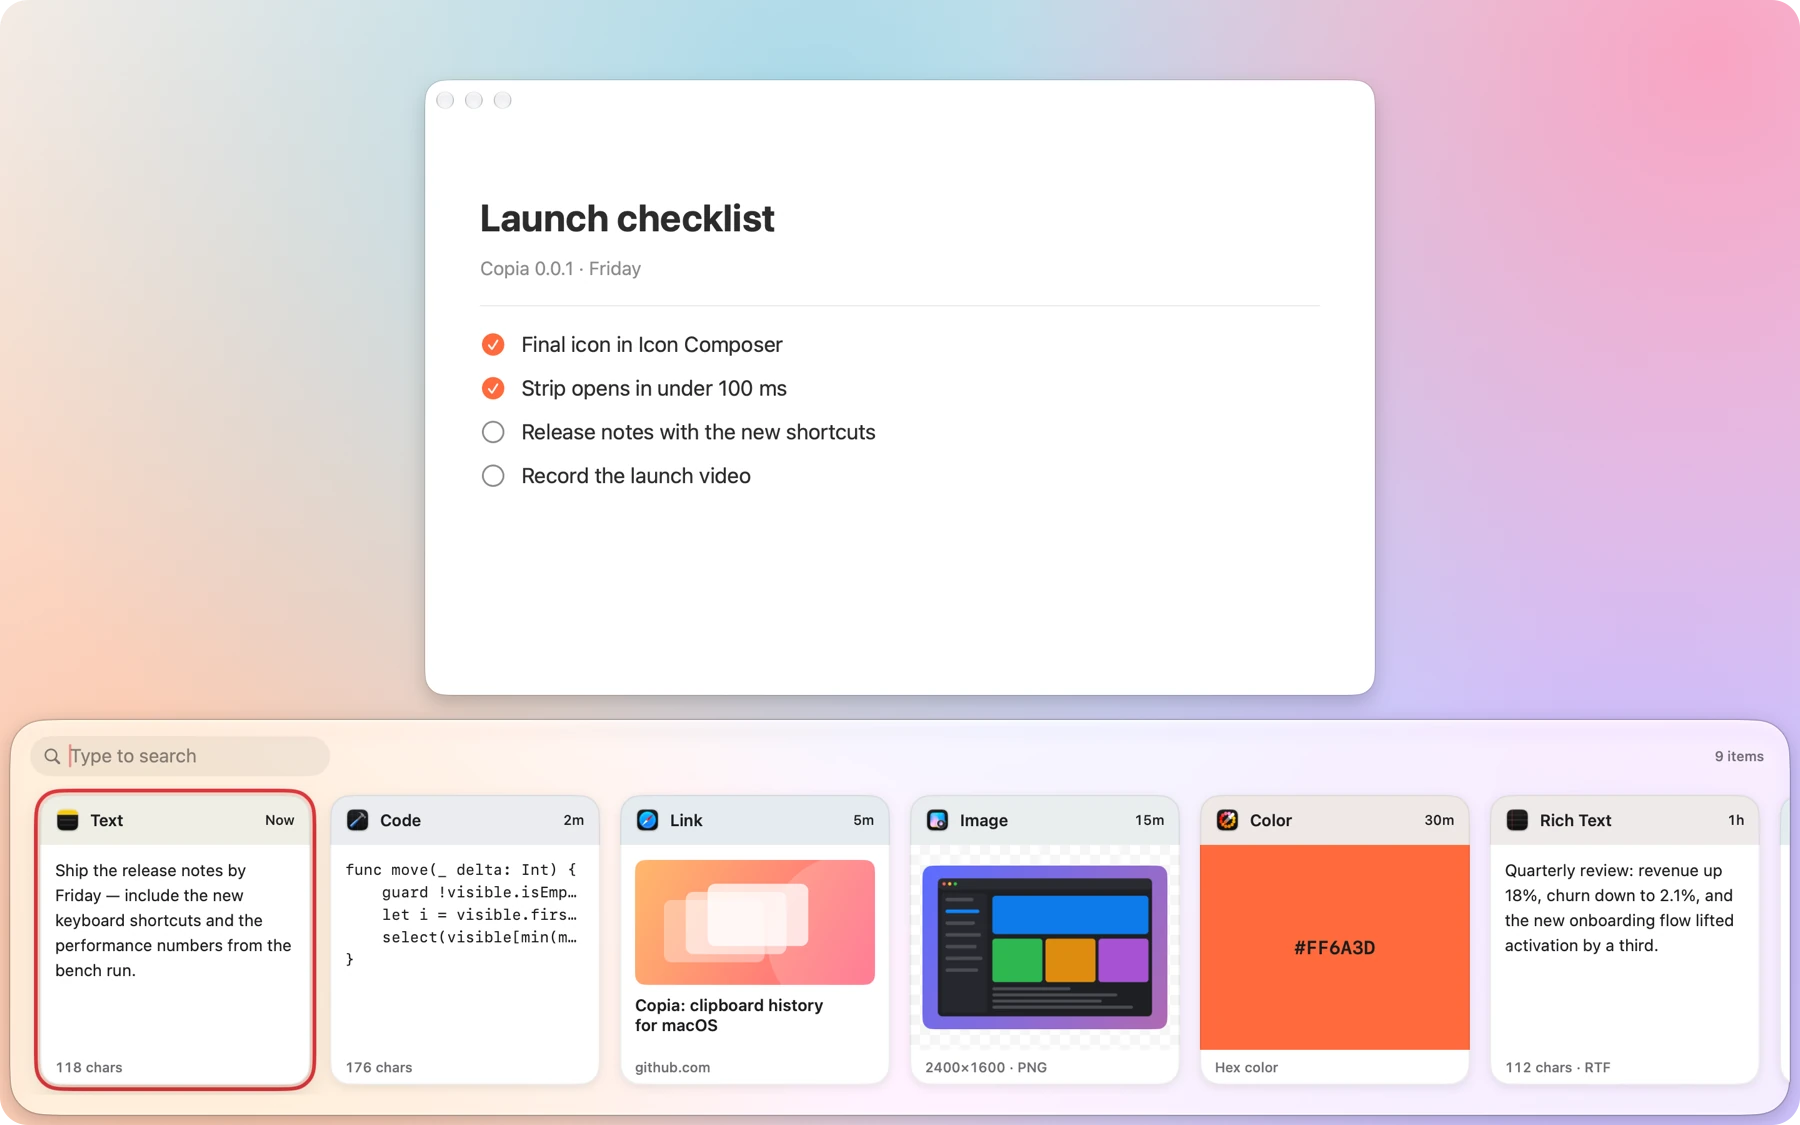 Launch checklist
Copia 0.0.1 · Friday
Final icon in Icon Composer
Strip opens in under 100 ms
Release notes with the new shortcuts
Record the launch video
Type to search
9 items
Text
Now
Ship the release notes by
Friday — include the new
keyboard shortcuts and the
performance numbers from the
bench run.
118 chars
Code
2m
func move(_ delta: Int) {
    guard !visible.isEmp…
    let i = visible.firs…
    select(visible[min(m…
}
176 chars
Link
5m
Copia: clipboard history
for macOS
github.com
Image
15m
2400×1600 · PNG
Color
30m
#FF6A3D
Hex color
Rich Text
1h
Quarterly review: revenue up
18%, churn down to 2.1%, and
the new onboarding flow lifted
activation by a third.
112 chars · RTF